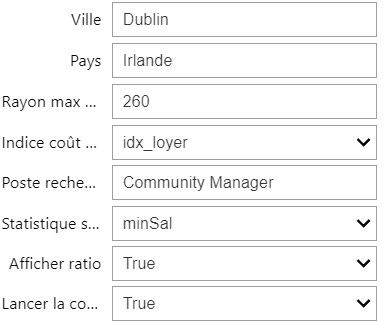 Ville Dublin
Pays Irlande
Rayon max ... 260
Indice coût ... idx_loyer
Poste reche... Community Manager
Statistique s... minSal
Afficher ratio True
Lancer la co... True